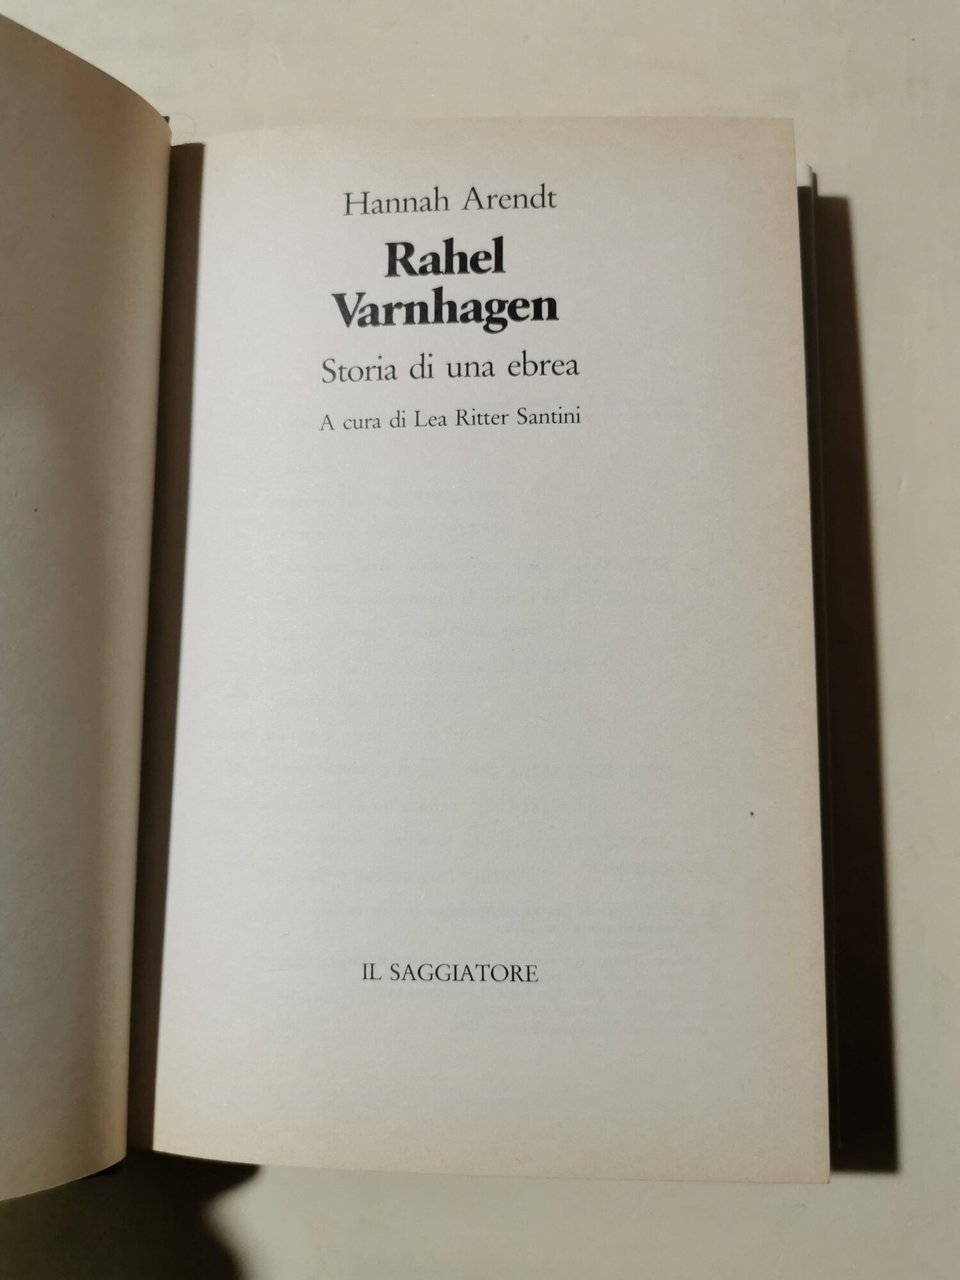 Hannah Arendt
Rahel
Varnhagen
Storia di una ebrea
A cura di Lea Ritter Santini
IL SAGGIATORE